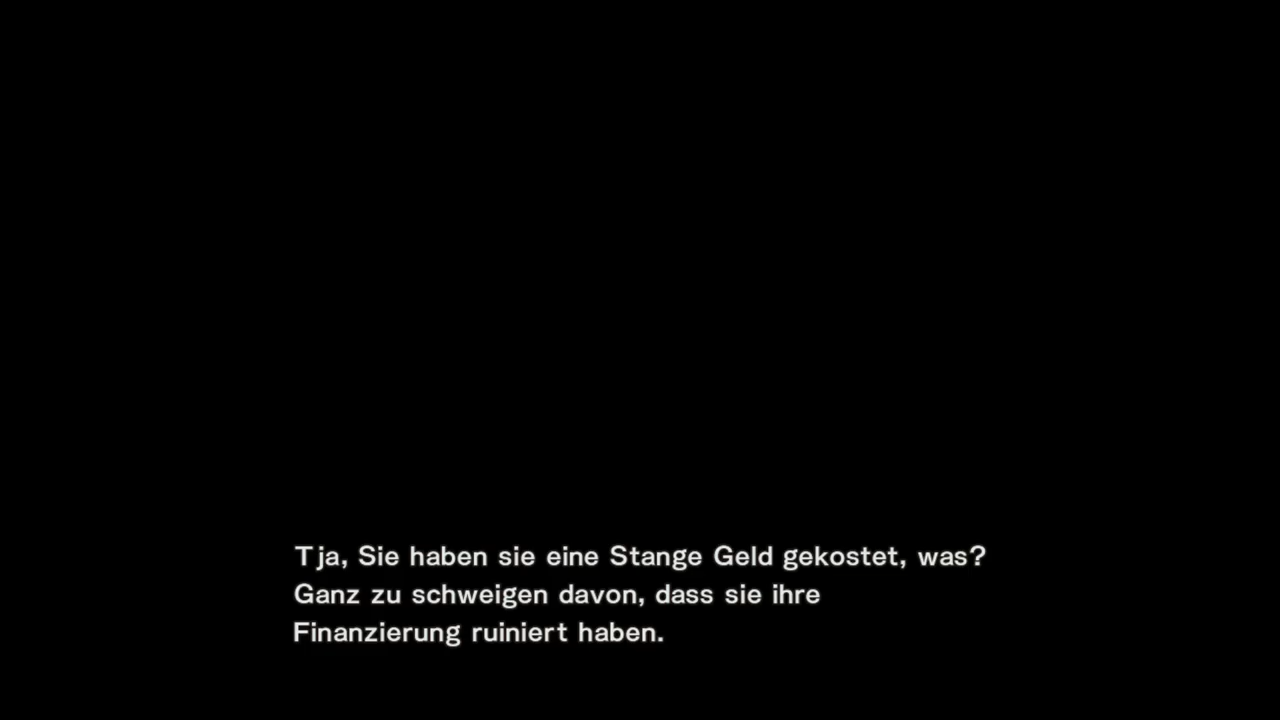 Tja, Sie haben sie eine Stange Geld gekostet, was?
Ganz zu schweigen davon, dass sie ihre
Finanzierung ruiniert haben.